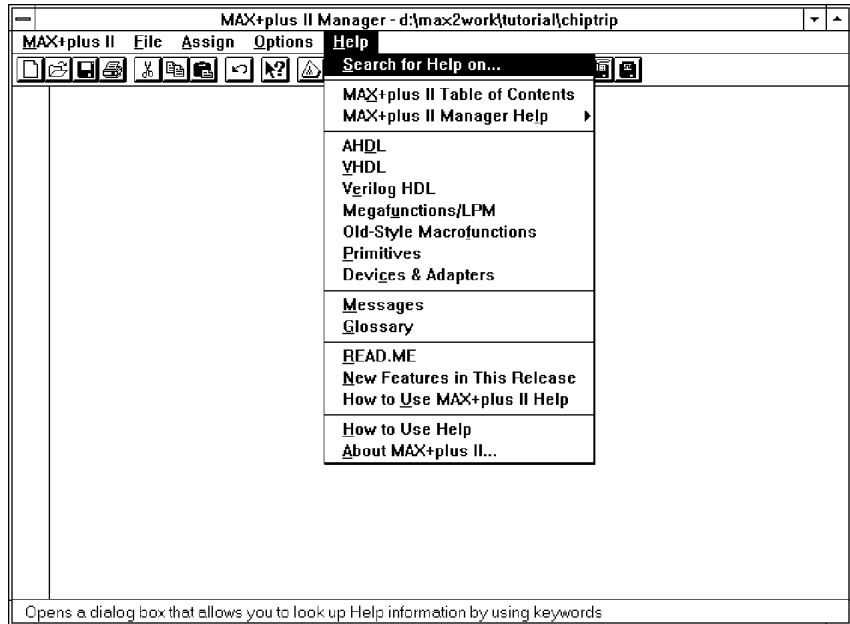 MAX+plus II Manager - d:\max2work\tutorial\chiptrip
MAX+plus II File Assign Options Help
Search for Help on...
MAX+plus II Table of Contents
MAX+plus II Manager Help
AHDL
VHDL
Verilog HDL
Megafunctions/LPM
Old-Style Macrofunctions
Primitives
Devices & Adapters
Messages
Glossary
READ.ME
New Features in This Release
How to Use MAX+plus II Help
How to Use Help
About MAX+plus II...
Opens a dialog box that allows you to look up Help information by using keywords